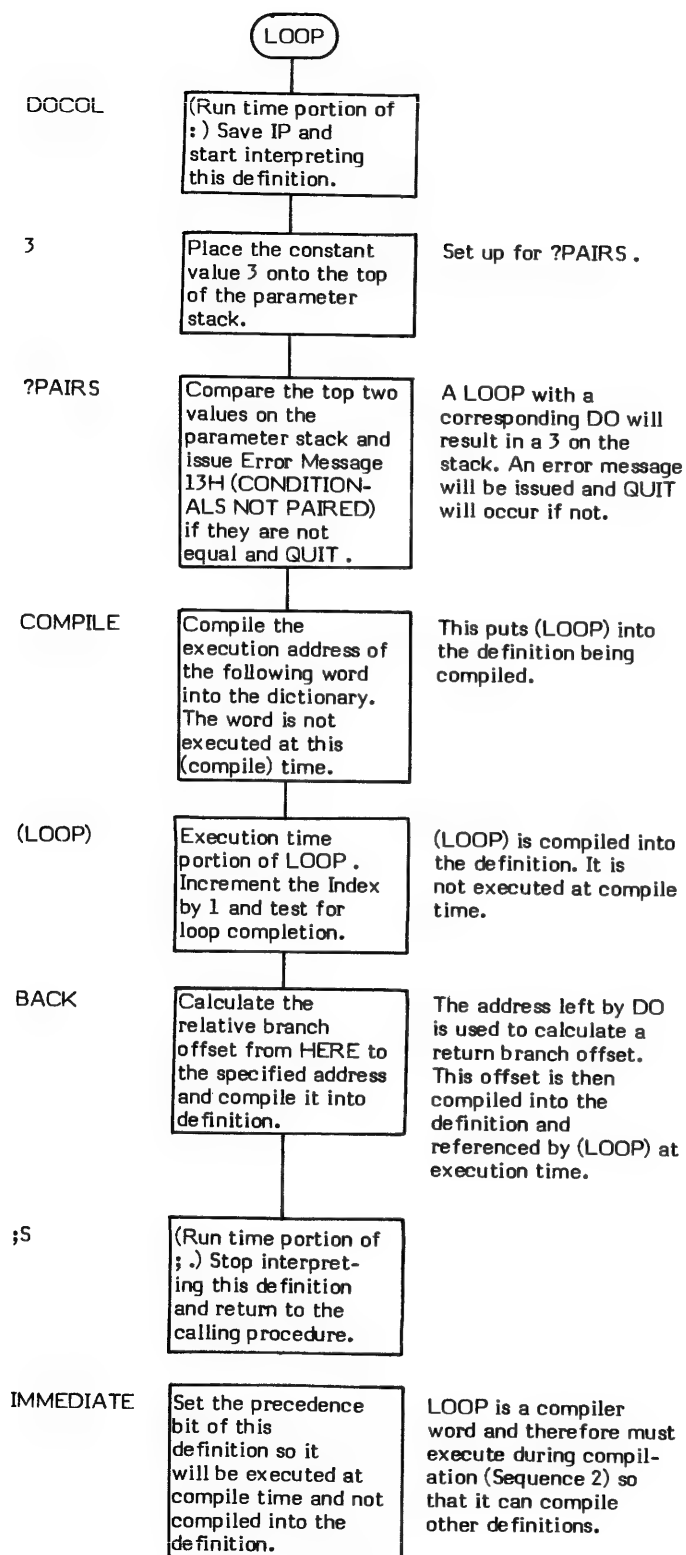 LOOP
DOCOL
(Run time portion of
: ) Save IP and
start interpreting
this definition.
3
Place the constant
value 3 onto the top
of the parameter
stack.
Set up for ?PAIRS .
?PAIRS
Compare the top two
values on the
parameter stack and
issue Error Message
13H (CONDITION-
ALS NOT PAIRED)
if they are not
equal and QUIT .
A LOOP with a
corresponding DO will
result in a 3 on the
stack. An error message
will be issued and QUIT
will occur if not.
COMPILE
Compile the
execution address of
the following word
into the dictionary.
The word is not
executed at this
(compile) time.
This puts (LOOP) into
the definition being
compiled.
(LOOP)
Execution time
portion of LOOP .
Increment the Index
by 1 and test for
loop completion.
(LOOP) is compiled into
the definition. It is
not executed at compile
time.
BACK
Calculate the
relative branch
offset from HERE to
the specified address
and compile it into
definition.
The address left by DO
is used to calculate a
return branch offset.
This offset is then
compiled into the
definition and
referenced by (LOOP) at
execution time.
;S
(Run time portion of
; .) Stop interpret-
ing this definition
and return to the
calling procedure.
IMMEDIATE
Set the precedence
bit of this
definition so it
will be executed at
compile time and not
compiled into the
definition.
LOOP is a compiler
word and therefore must
execute during compil-
ation (Sequence 2) so
that it can compile
other definitions.